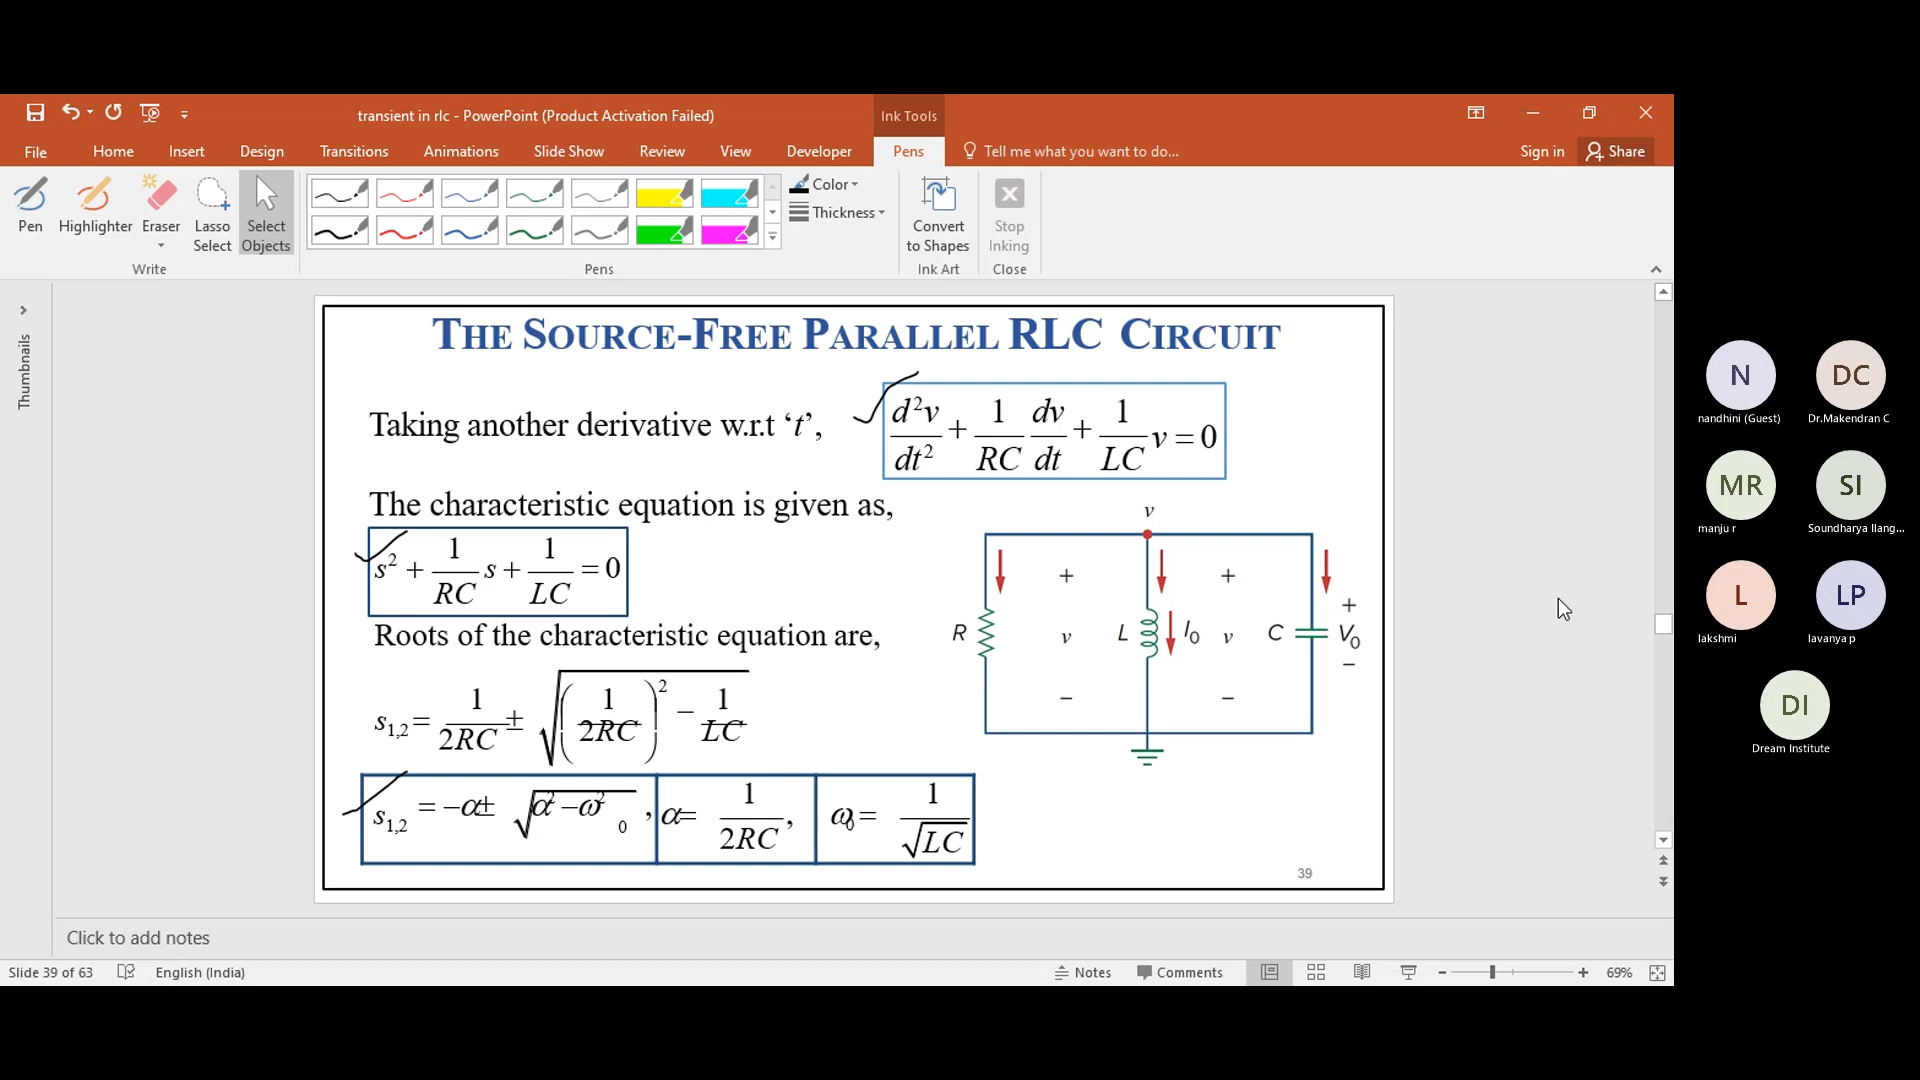 transient in rlc - PowerPoint (Product Activation Failed)
Ink Tools
File Home Insert Design Transitions Animations Slide Show Review View Developer Pens Tell me what you want to do... Sign in Share
Pen Highlighter Eraser Lasso Select Select Objects
Color
Thickness
Convert to Shapes
Stop Inking
Write Pens Ink Art Close
Thumbnails
THE SOURCE-FREE PARALLEL RLC CIRCUIT
Taking another derivative w.r.t ‘t’, d²v/dt² + 1/RC dv/dt + 1/LC v = 0
The characteristic equation is given as,
s² + 1/RC s + 1/LC = 0
Roots of the characteristic equation are,
s1,2 = 1/2RC ± √(1/2RC)² − 1/LC
s1,2 = −α ± √α² − ω0² , α = 1/2RC, ω0 = 1/√LC
v
R + v − L I0 + v − C + V0 −
39
Click to add notes
Slide 39 of 63 English (India) Notes Comments 69%
N DC
nandhini (Guest) Dr.Makendran C
MR SI
manju r Soundharya Ilang...
L LP
lakshmi lavanya p
DI
Dream Institute